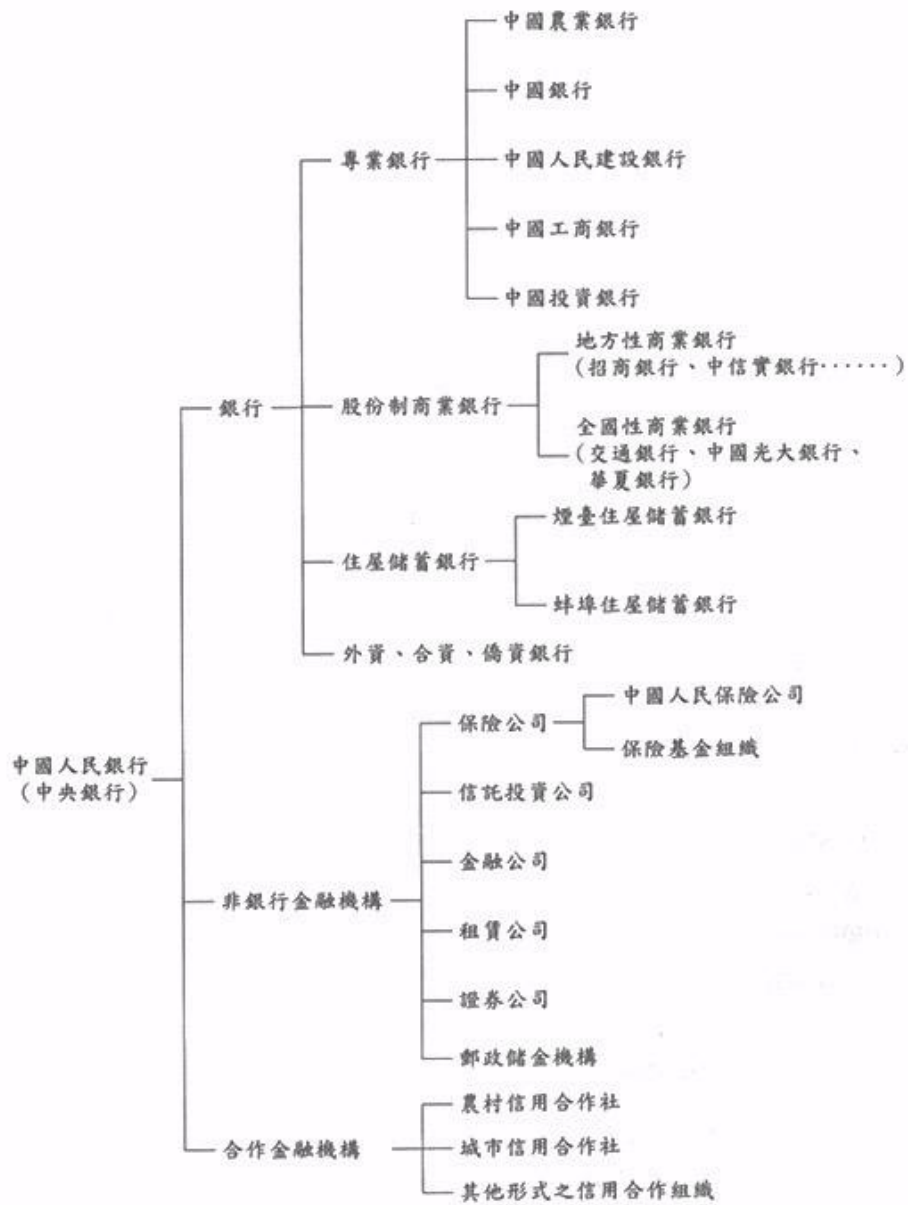 中國農業銀行
中國銀行
專業銀行
中國人民建設銀行
中國工商銀行
中國投資銀行
地方性商業銀行
(招商銀行、中信實銀行……)
銀行
股份制商業銀行
全國性商業銀行
(交通銀行、中國光大銀行、
華夏銀行)
煙臺住屋儲蓄銀行
住屋儲蓄銀行
蚌埠住屋儲蓄銀行
外資、合資、僑資銀行
中國人民保險公司
保險公司
保險基金組織
中國人民銀行
(中央銀行)
信託投資公司
金融公司
非銀行金融機構
租賃公司
證券公司
郵政儲金機構
農村信用合作社
合作金融機構
城市信用合作社
其他形式之信用合作組織